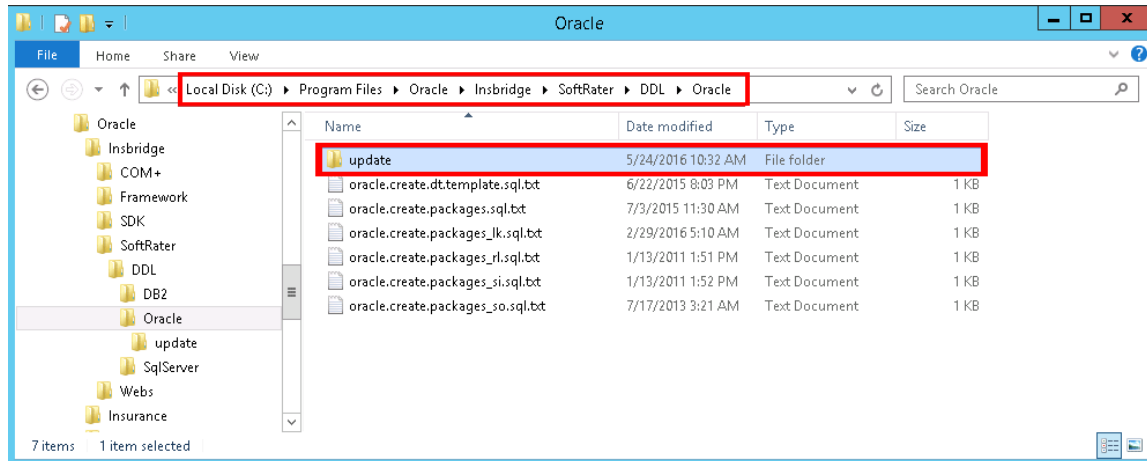 Oracle
File Home Share View
« Local Disk (C:) ▸ Program Files ▸ Oracle ▸ Insbridge ▸ SoftRater ▸ DDL ▸ Oracle
Search Oracle
Oracle
Insbridge
COM+
Framework
SDK
SoftRater
DDL
DB2
Oracle
update
SqlServer
Webs
Insurance
Name Date modified Type Size
update 5/24/2016 10:32 AM File folder
oracle.create.dt.template.sql.txt 6/22/2015 8:03 PM Text Document 1 KB
oracle.create.packages.sql.txt 7/3/2015 11:30 AM Text Document 1 KB
oracle.create.packages_lk.sql.txt 2/29/2016 5:10 AM Text Document 1 KB
oracle.create.packages_rl.sql.txt 1/13/2011 1:51 PM Text Document 1 KB
oracle.create.packages_si.sql.txt 1/13/2011 1:52 PM Text Document 1 KB
oracle.create.packages_so.sql.txt 7/17/2013 3:21 AM Text Document 1 KB
7 items 1 item selected